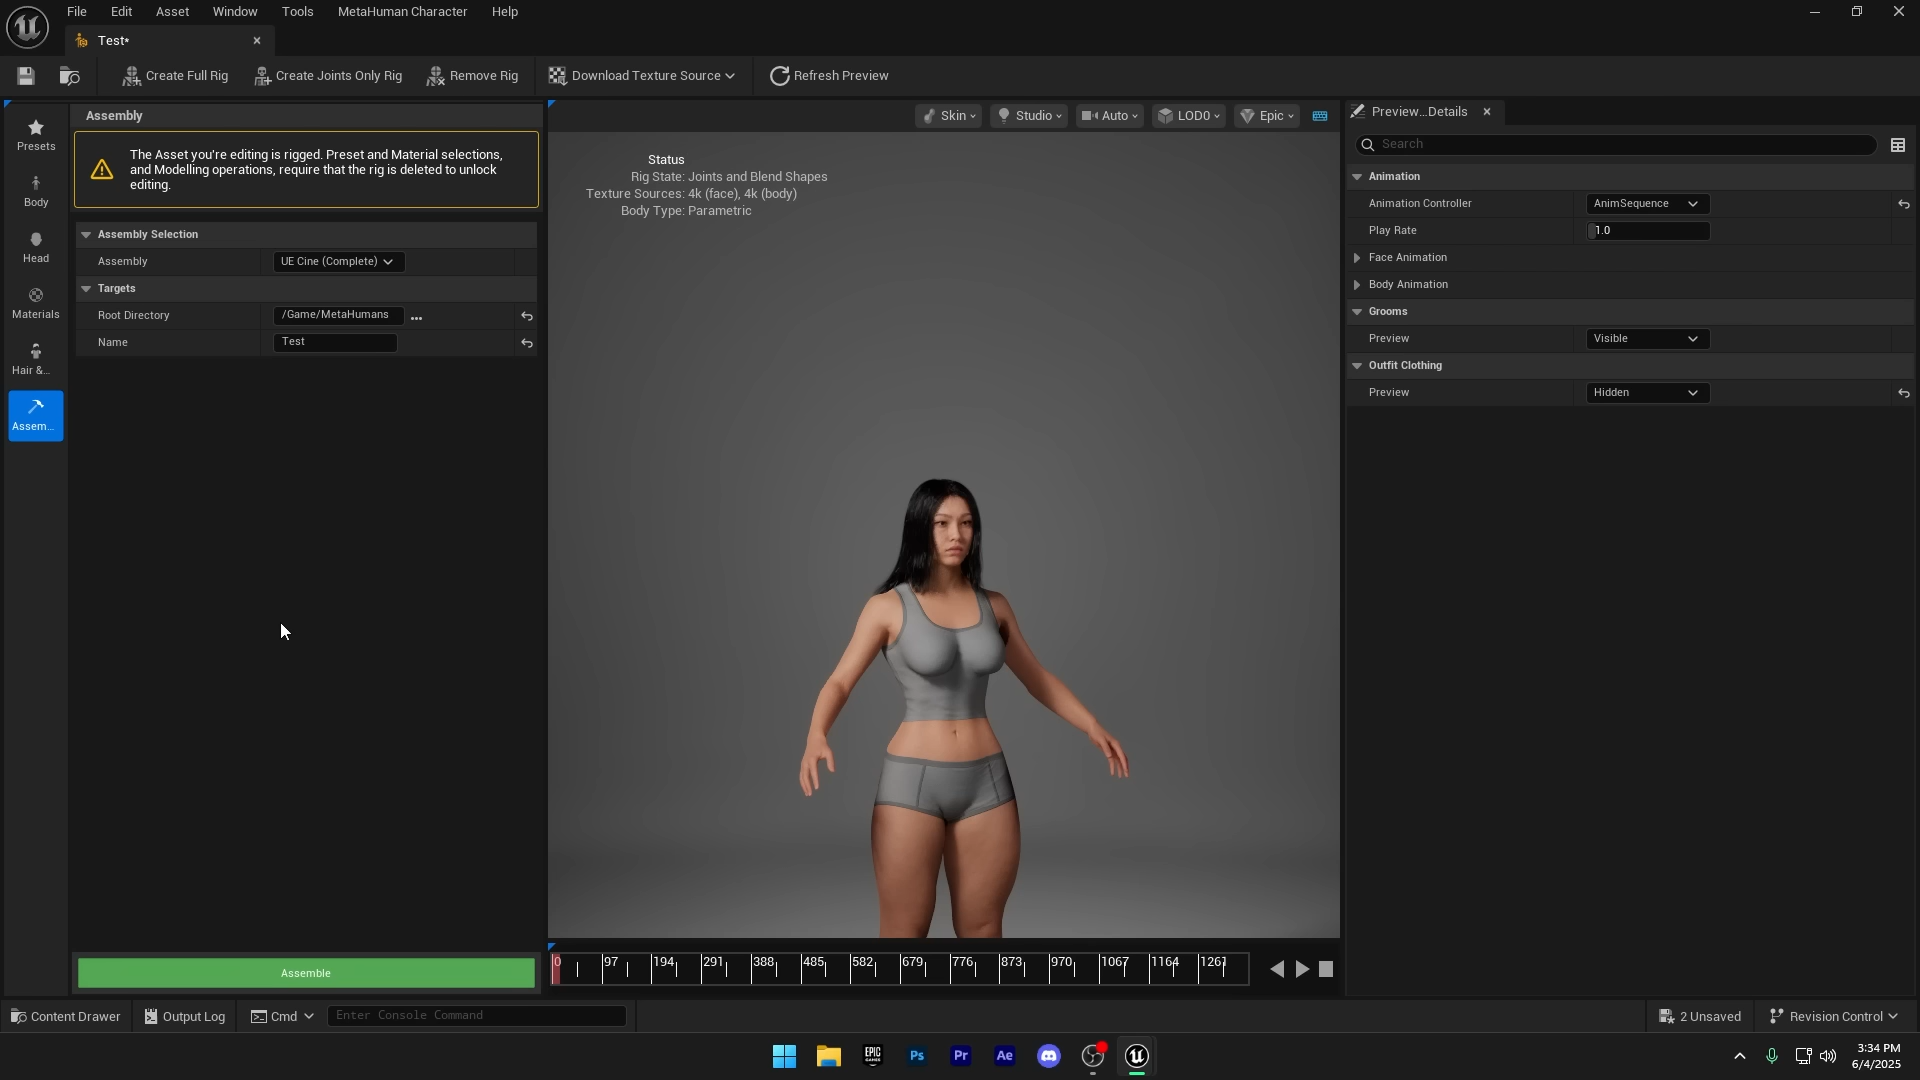 File Edit Asset Window Tools MetaHuman Character Help
Test*
Create Full Rig Create Joints Only Rig Remove Rig Download Texture Source Refresh Preview
Presets
Body
Head
Materials
Hair &...
Assem...
Assembly
The Asset you're editing is rigged. Preset and Material selections,
and Modelling operations, require that the rig is deleted to unlock
editing.
Assembly Selection
Assembly UE Cine (Complete)
Targets
Root Directory /Game/MetaHumans ...
Name Test
Assemble
Skin Studio Auto LOD0 Epic
Status
Rig State: Joints and Blend Shapes
Texture Sources: 4k (face), 4k (body)
Body Type: Parametric
0 97 194 291 388 485 582 679 776 873 970 1067 1164 1261
Preview...Details
Search
Animation
Animation Controller AnimSequence
Play Rate 1.0
Face Animation
Body Animation
Grooms
Preview Visible
Outfit Clothing
Preview Hidden
Content Drawer Output Log Cmd Enter Console Command 2 Unsaved Revision Control
EPIC GAMES Ps Pr Ae
3:34 PM
6/4/2025